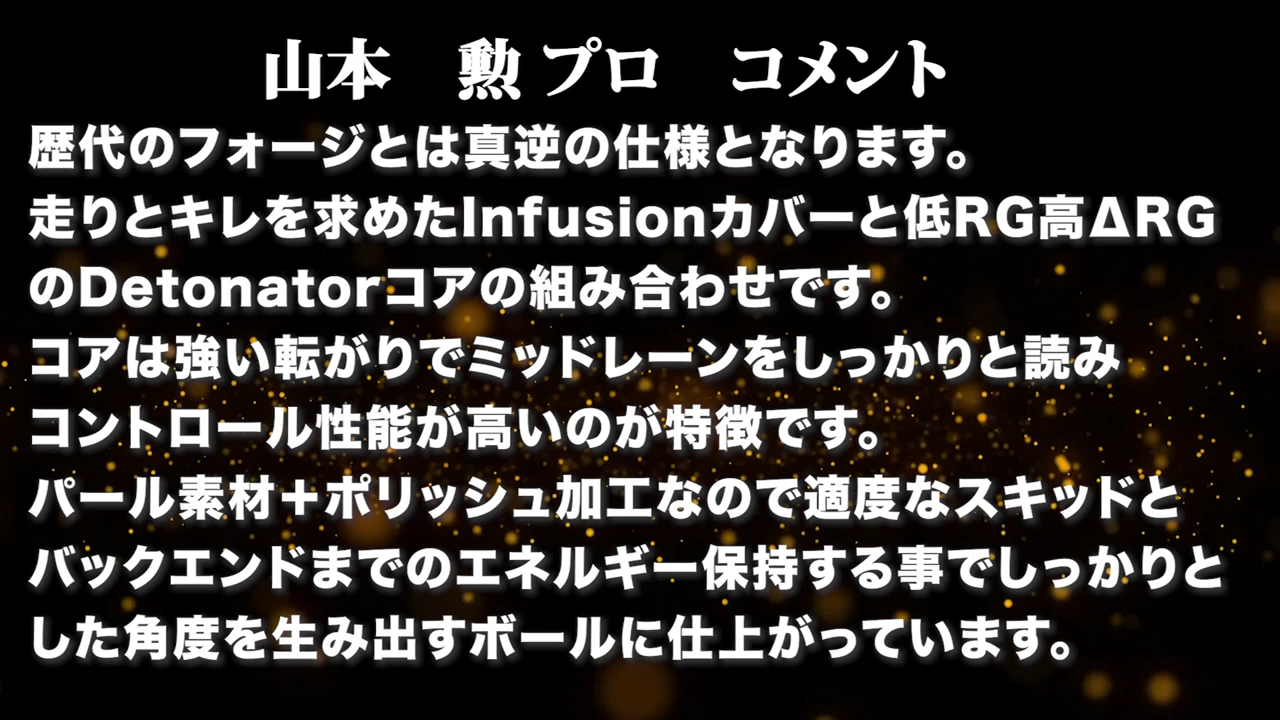 山本　勲 プロ　コメント
歴代のフォージとは真逆の仕様となります。
走りとキレを求めたInfusionカバーと低RG高ΔRG
のDetonatorコアの組み合わせです。
コアは強い転がりでミッドレーンをしっかりと読み
コントロール性能が高いのが特徴です。
パール素材＋ポリッシュ加工なので適度なスキッドと
バックエンドまでのエネルギー保持する事でしっかりと
した角度を生み出すボールに仕上がっています。